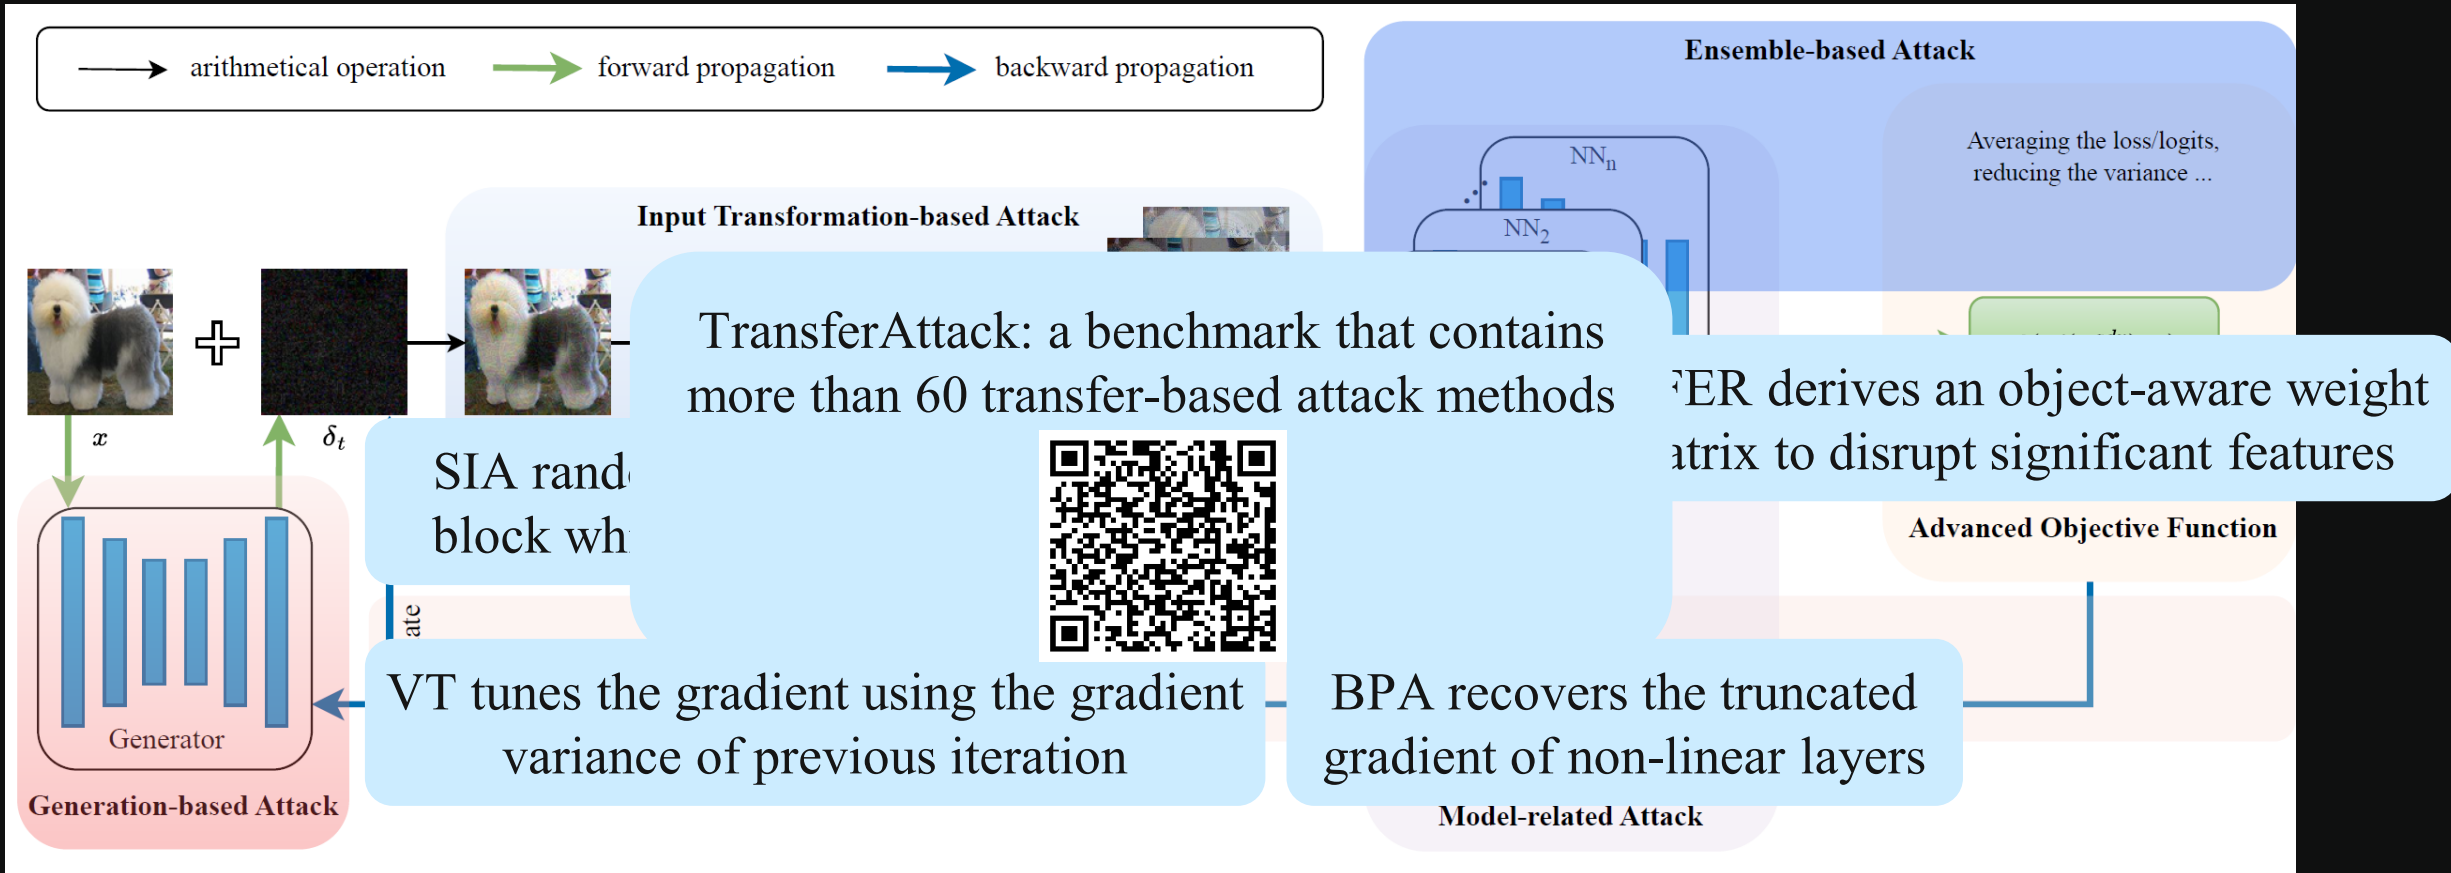 arithmetical operation
forward propagation
backward propagation
Ensemble-based Attack
Averaging the loss/logits,
reducing the variance ...
NNn
NN2
Input Transformation-based Attack
TransferAttack: a benchmark that contains
more than 60 transfer-based attack methods
FER derives an object-aware weight
atrix to disrupt significant features
x
δt
SIA
block
Advanced Objective Function
ate
VT tunes the gradient using the gradient
variance of previous iteration
BPA recovers the truncated
gradient of non-linear layers
Generator
Generation-based Attack
Model-related Attack